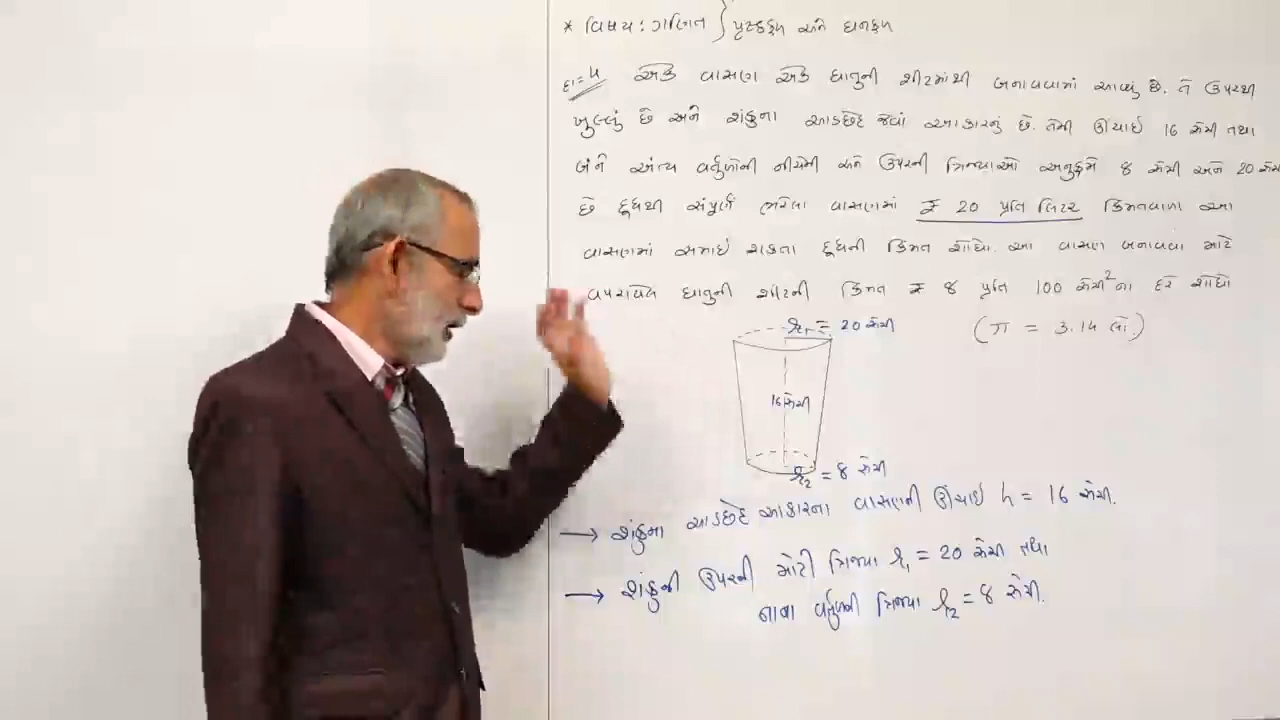 * વિષય : ગણિત } પૃષ્ઠફળ અને ઘનફળ
દા=૫ એક વાસણ એક ધાતુની શીટમાંથી બનાવવામાં આવ્યું છે. તે ઉપરથી
ખુલ્લું છે અને શંકુના આડછેદ જેવા આકારનું છે. તેની ઊંચાઈ 16 સેમી તથા
બંને અંત્ય વર્તુળોની નીચેની અને ઉપરની ત્રિજ્યાઓ અનુક્રમે 8 સેમી અને 20 સેમી
છે દૂધથી સંપૂર્ણ ભરેલા વાસણમાં ₹ 20 પ્રતિ લિટર કિંમતવાળા આ
વાસણમાં સમાઈ શકતા દૂધની કિંમત શોધો. આ વાસણ બનાવવા માટે
વપરાયેલ ધાતુની શીટની કિંમત ₹ 8 પ્રતિ 100 સેમી² ના દરે શોધો
(π = 3.14 લો.)
r₁ = 20 સેમી
16 સેમી
r₂ = 8 સેમી
→ શંકુના આડછેદ આકારના વાસણની ઊંચાઈ h = 16 સેમી.
→ શંકુની ઉપરની મોટી ત્રિજ્યા r₁ = 20 સેમી તથા
નાના વર્તુળની ત્રિજ્યા r₂ = 8 સેમી.